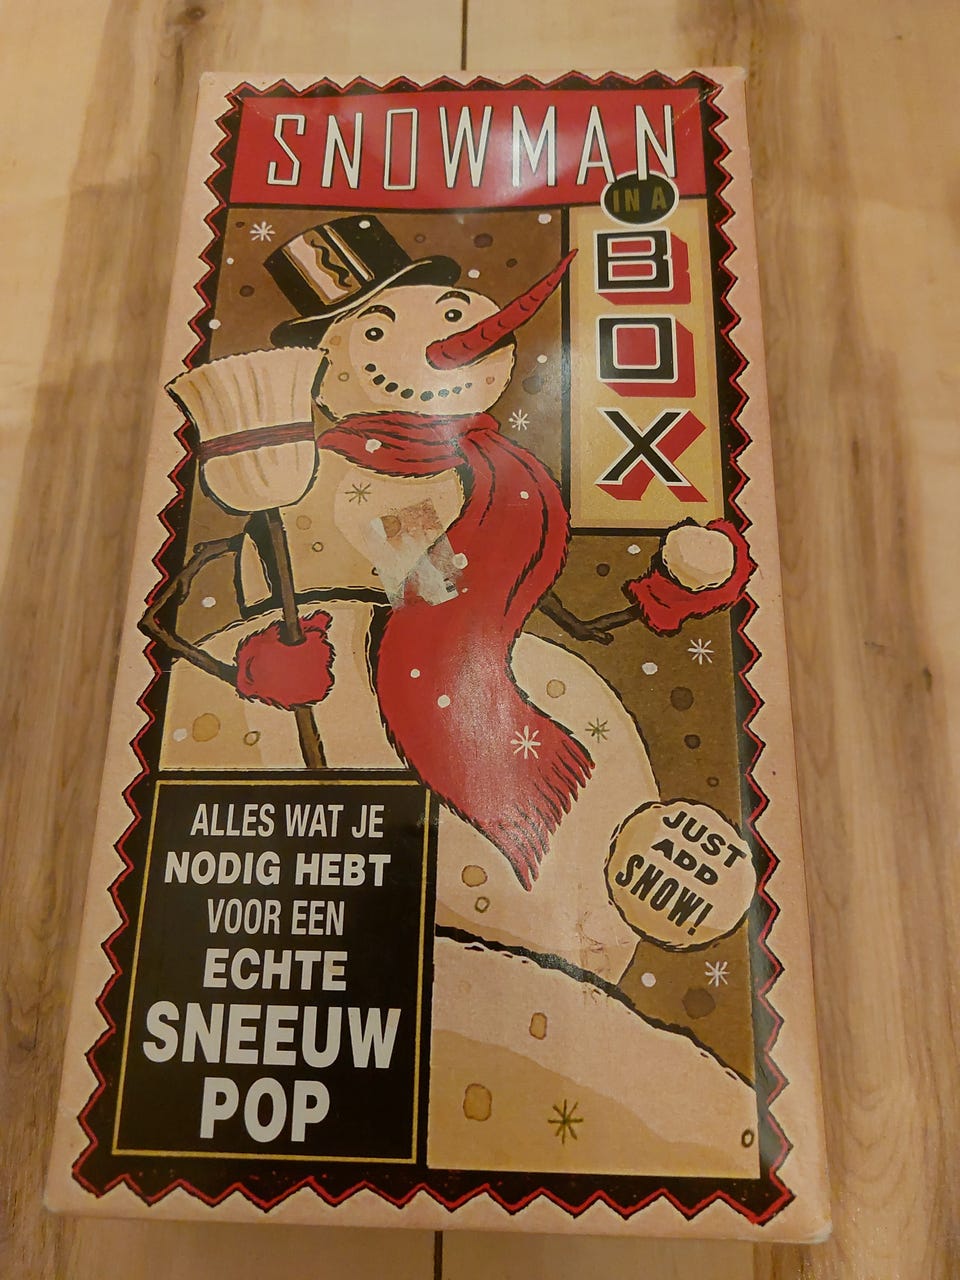 SNOWMAN
IN A
BOX
JUST
ADD
SNOW!
ALLES WAT JE
NODIG HEBT
VOOR EEN
ECHTE
SNEEUW
POP